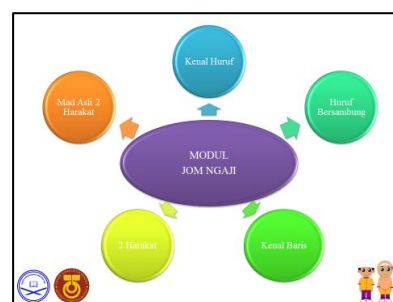 Kenal Huruf
Mad Asli 2
Harakat
Huruf
Bersambung
MODUL
JOM NGAJI
2 Harakat
Kenal Baris